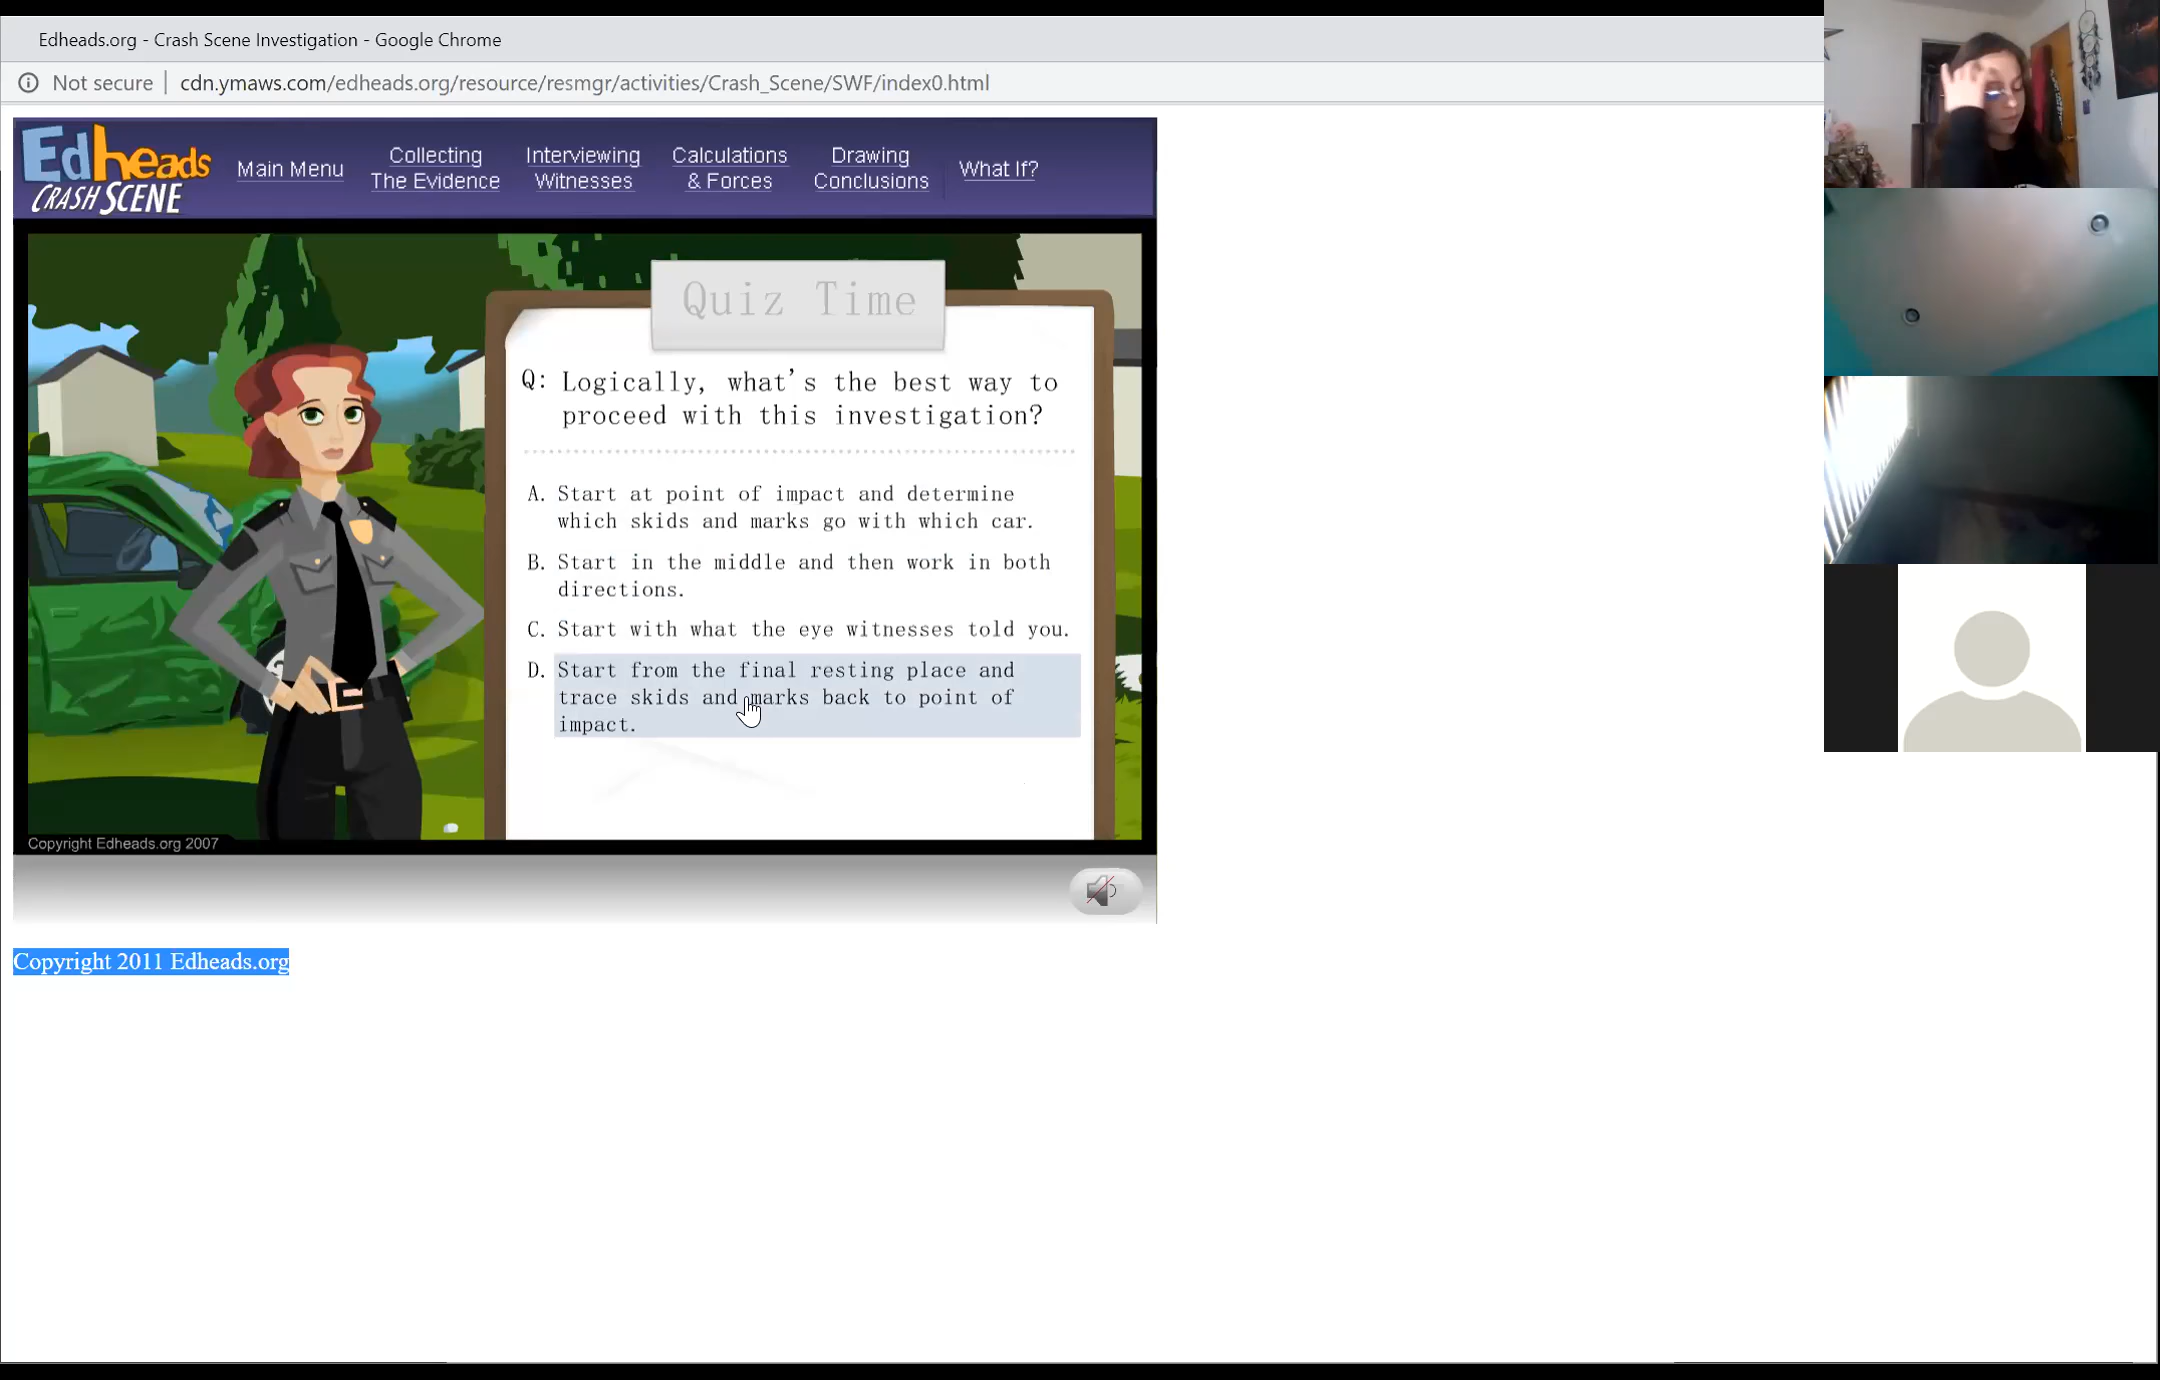 Edheads.org - Crash Scene Investigation - Google Chrome
Not secure
cdn.ymaws.com/edheads.org/resource/resmgr/activities/Crash_Scene/SWF/index0.html
Edheads
CRASH SCENE
Main Menu
Collecting
The Evidence
Interviewing
Witnesses
Calculations
& Forces
Drawing
Conclusions
What If?
Quiz Time
Q: Logically, what's the best way to
proceed with this investigation?
A. Start at point of impact and determine
which skids and marks go with which car.
B. Start in the middle and then work in both
directions.
C. Start with what the eye witnesses told you.
D. Start from the final resting place and
trace skids and marks back to point of
impact.
Copyright Edheads.org 2007
Copyright 2011 Edheads.org